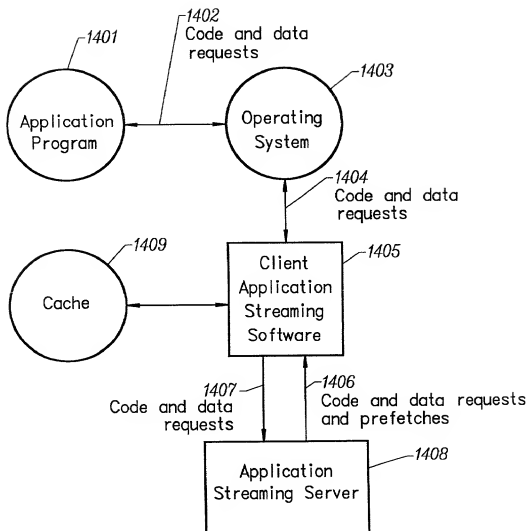 1401
1402
Code and data
requests
1403
Application
Program
Operating
System
1404
Code and data
requests
1409
Cache
1405
Client
Application
Streaming
Software
1407
Code and data
requests
1406
Code and data requests
and prefetches
1408
Application
Streaming Server